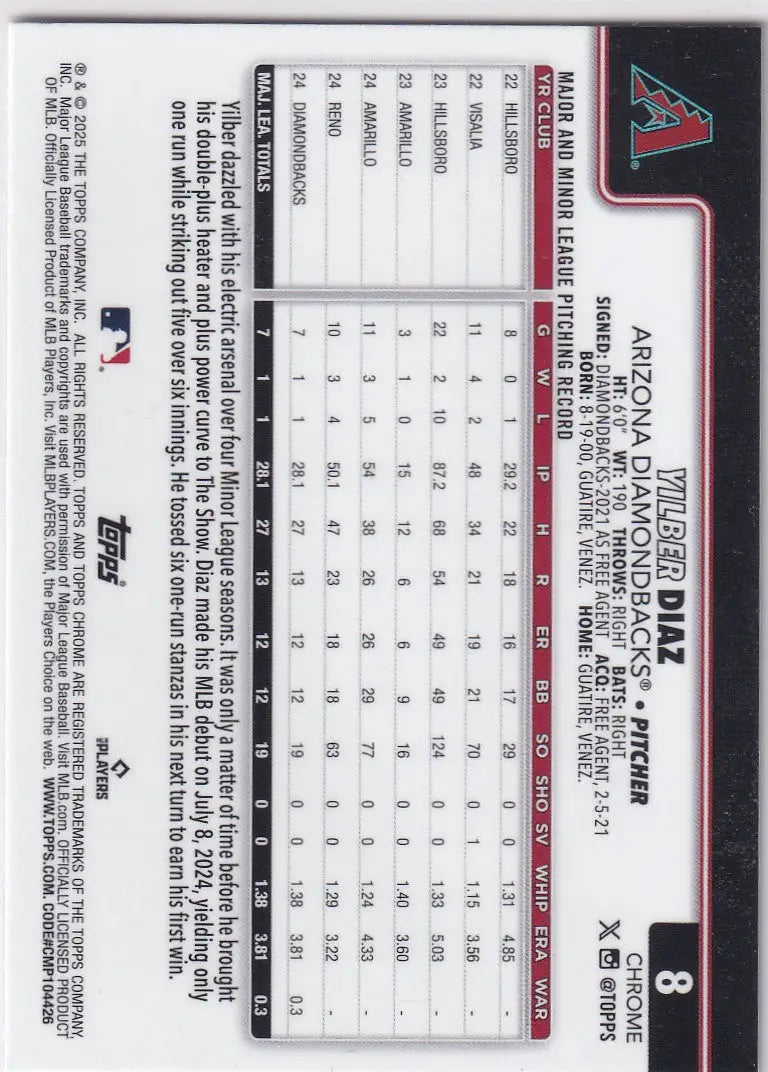 8
CHROME
X @TOPPS
YILBER DIAZ
ARIZONA DIAMONDBACKS® • PITCHER
HT: 6'0" WT: 190 THROWS: RIGHT BATS: RIGHT
SIGNED: DIAMONDBACKS-2021 AS FREE AGENT ACQ: FREE AGENT, 2-5-21
BORN: 8-19-00, GUATIRE, VENEZ. HOME: GUATIRE, VENEZ.
MAJOR AND MINOR LEAGUE PITCHING RECORD
YR CLUB G W L IP H R ER BB SO SHO SV WHIP ERA WAR
22 HILLSBORO 8 0 1 29.2 22 18 16 17 29 0 0 1.31 4.85 -
22 VISALIA 11 4 2 48 34 21 19 21 70 0 1 1.15 3.56 -
23 HILLSBORO 22 2 10 87.2 68 54 49 49 124 0 0 1.33 5.03 -
23 AMARILLO 3 1 0 15 12 6 6 9 16 0 0 1.40 3.60 -
24 AMARILLO 11 3 5 54 38 26 26 29 77 0 0 1.24 4.33 -
24 RENO 10 3 4 50.1 47 23 18 18 63 0 0 1.29 3.22 -
24 DIAMONDBACKS 7 1 1 28.1 27 13 12 12 19 0 0 1.38 3.81 0.3
MAJ. LEA. TOTALS 7 1 1 28.1 27 13 12 12 19 0 0 1.38 3.81 0.3
Yilber dazzled with his electric arsenal over four Minor League seasons. It was only a matter of time before he brought
his double-plus heater and plus power curve to The Show. Diaz made his MLB debut on July 8, 2024, yielding only
one run while striking out five over six innings. He tossed six one-run stanzas in his next turn to earn his first win.
topps®
MLB PLAYERS
® & © 2025 THE TOPPS COMPANY, INC. ALL RIGHTS RESERVED. TOPPS AND TOPPS CHROME ARE REGISTERED TRADEMARKS OF THE TOPPS COMPANY,
INC. Major League Baseball trademarks and copyrights are used with permission of Major League Baseball. Visit MLB.com. OFFICIALLY LICENSED PRODUCT
OF MLB. Officially Licensed Product of MLB Players, Inc. Visit MLBPLAYERS.COM, the Players Choice on the web. WWW.TOPPS.COM. CODE#CMP104426